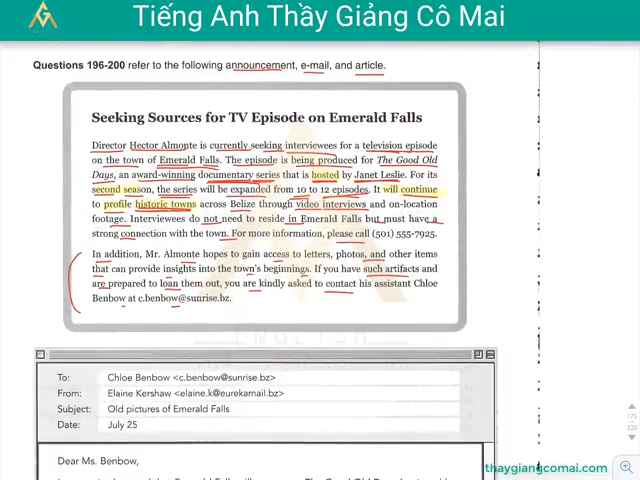 Tiếng Anh Thầy Giảng Cô Mai
Questions 196-200 refer to the following announcement, e-mail, and article.
Seeking Sources for TV Episode on Emerald Falls
Director Hector Almonte is currently seeking interviewees for a television episode
on the town of Emerald Falls. The episode is being produced for The Good Old
Days, an award-winning documentary series that is hosted by Janet Leslie. For its
second season, the series will be expanded from 10 to 12 episodes. It will continue
to profile historic towns across Belize through video interviews and on-location
footage. Interviewees do not need to reside in Emerald Falls but must have a
strong connection with the town. For more information, please call (501) 555-7925.
In addition, Mr. Almonte hopes to gain access to letters, photos, and other items
that can provide insights into the town's beginnings. If you have such artifacts and
are prepared to loan them out, you are kindly asked to contact his assistant Chloe
Benbow at c.benbow@sunrise.bz.
ENGLISH
To: Chloe Benbow <c.benbow@sunrise.bz>
From: Elaine Kershaw <elaine.k@eurekamail.bz>
Subject: Old pictures of Emerald Falls
Date: July 25
Dear Ms. Benbow,
175
220
thaygiangcomai.com